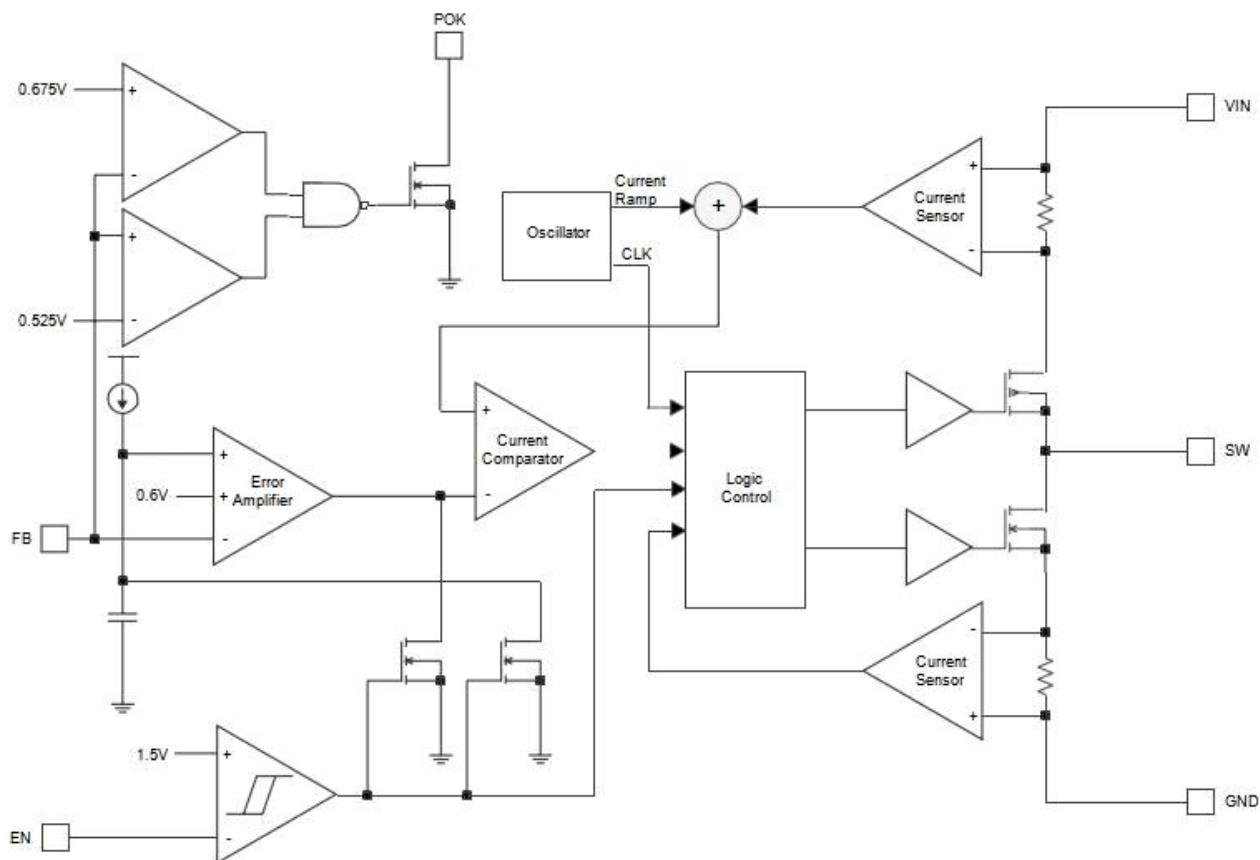 POK
0.675V
+
-
+
0.525V
-
Current
Ramp
Oscillator
CLK
+
+
Current
Sensor
-
VIN
+
Current
Comparator
-
+
0.6V
+
Error
Amplifier
-
FB
Logic
Control
SW
-
Current
Sensor
+
1.5V
+
EN
-
GND